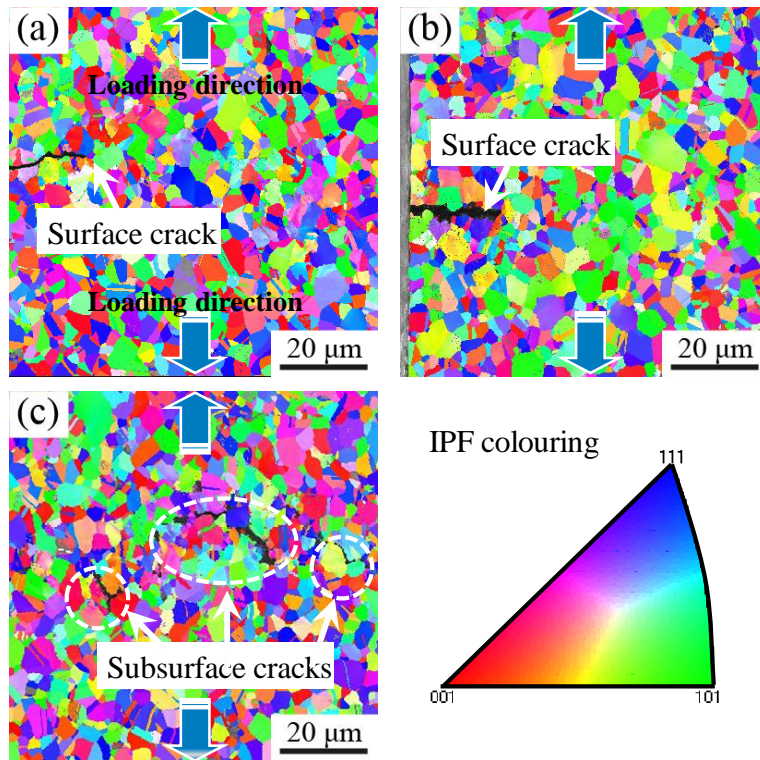 (a)
Loading direction
Surface crack
Loading direction
20 μm
(b)
Surface crack
20 μm
(c)
Subsurface cracks
20 μm
IPF colouring
111
001
101